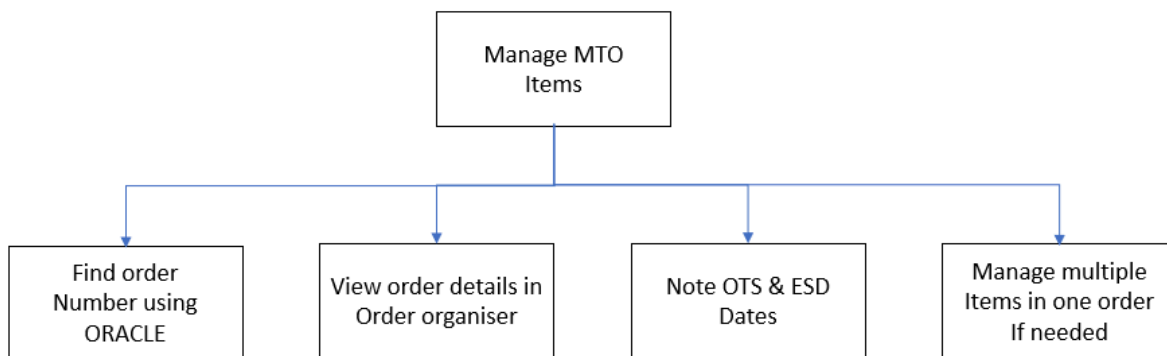 Manage MTO
Items
Find order
Number using
ORACLE
View order details in
Order organiser
Note OTS & ESD
Dates
Manage multiple
Items in one order
If needed